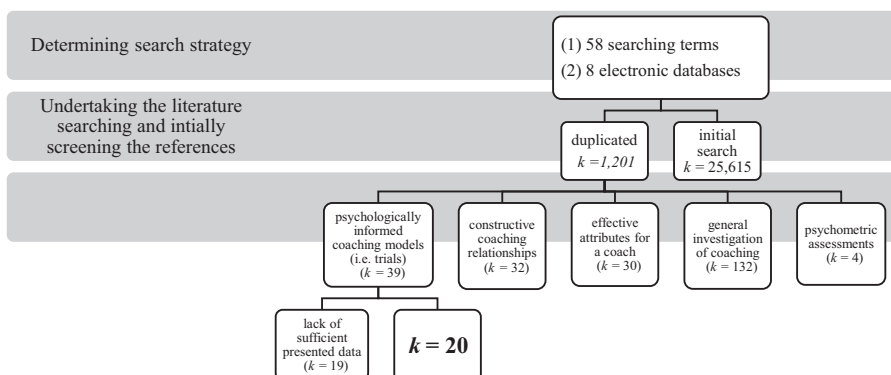 Determining search strategy
(1) 58 searching terms
(2) 8 electronic databases
Undertaking the literature
searching and intially
screening the references
duplicated
k =1,201
initial
search
k = 25,615
psychologically
informed
coaching models
(i.e. trials)
(k = 39)
constructive
coaching
relationships
(k = 32)
effective
attributes for
a coach
(k = 30)
general
investigation
of coaching
(k = 132)
psychometric
assessments
(k = 4)
lack of
sufficient
presented data
(k = 19)
k = 20